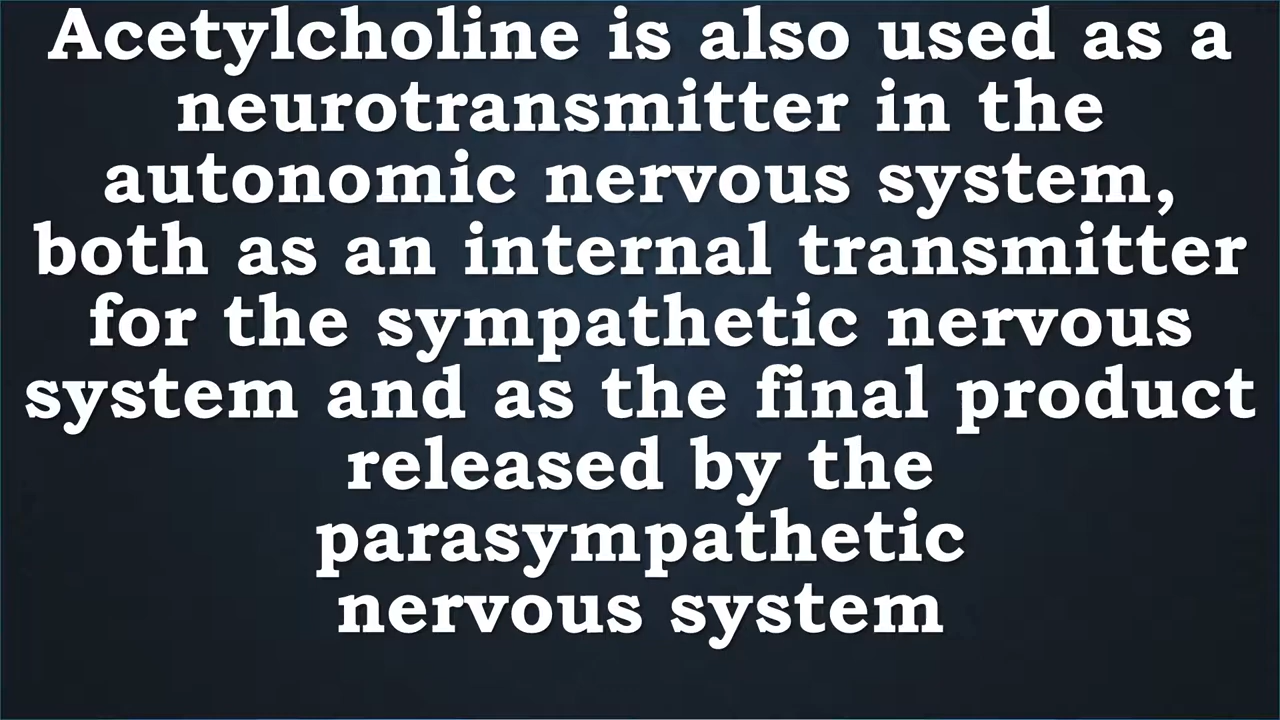 Acetylcholine is also used as a
neurotransmitter in the
autonomic nervous system,
both as an internal transmitter
for the sympathetic nervous
system and as the final product
released by the
parasympathetic
nervous system